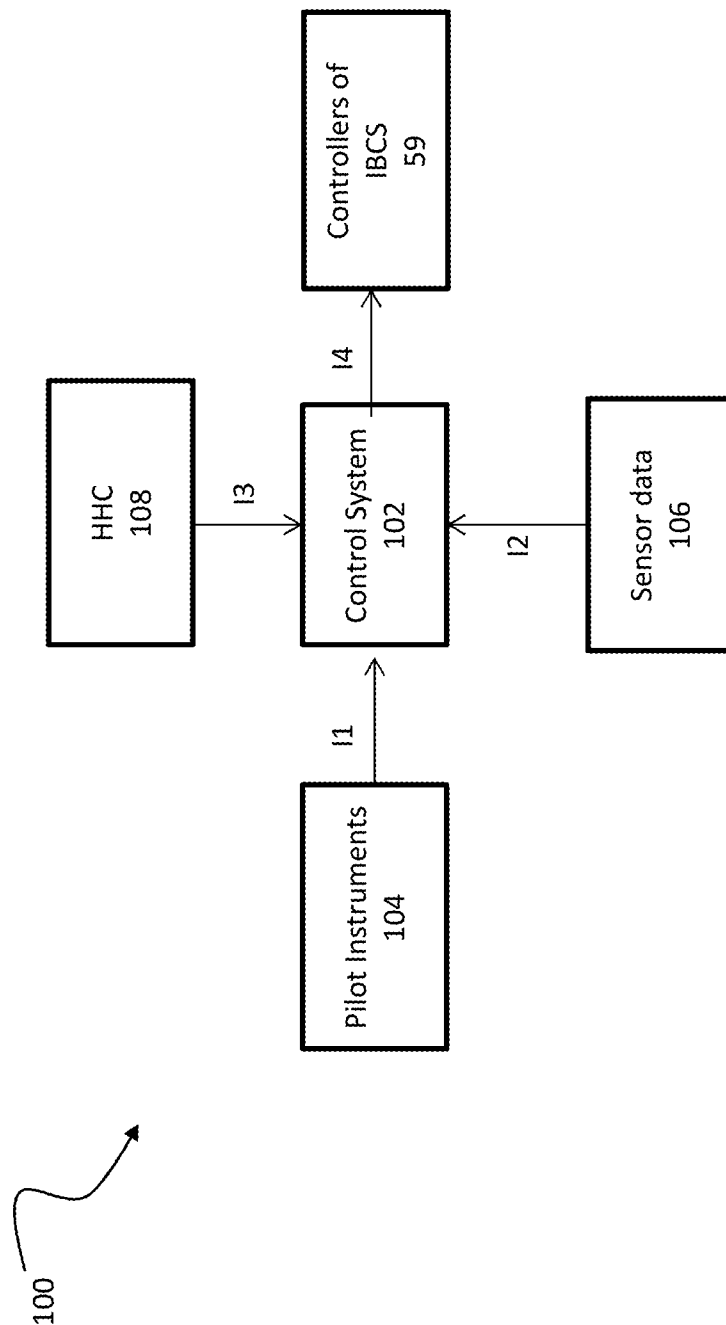 100
HHC
108
I3
Pilot Instruments
104
I1
Control System
102
I4
Controllers of
IBCS
59
I2
Sensor data
106